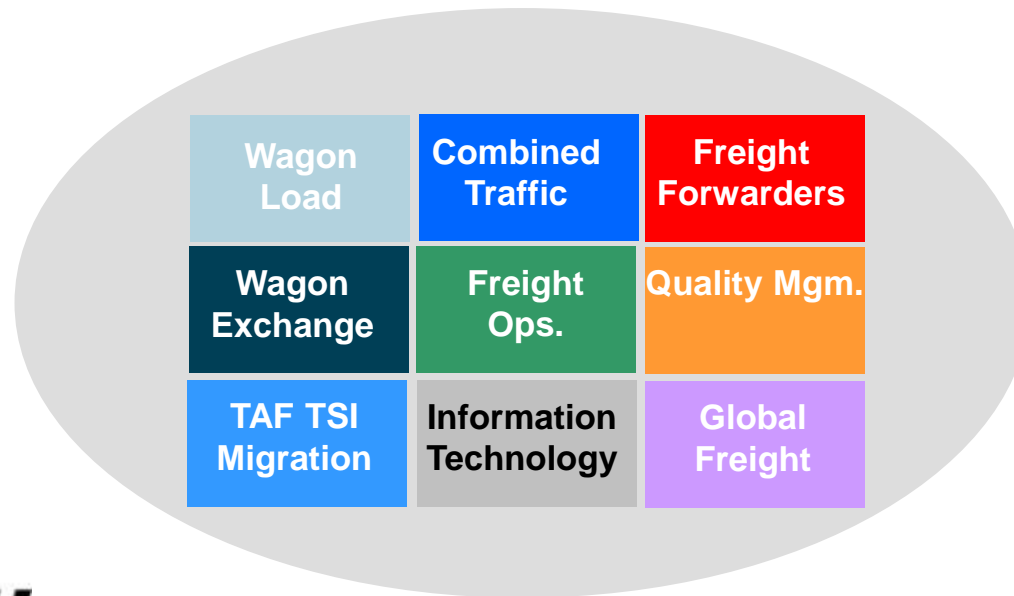 Wagon
Load
Combined
Traffic
Freight
Forwarders
Wagon
Exchange
Freight
Ops.
Quality Mgm.
TAF TSI
Migration
Information
Technology
Global
Freight